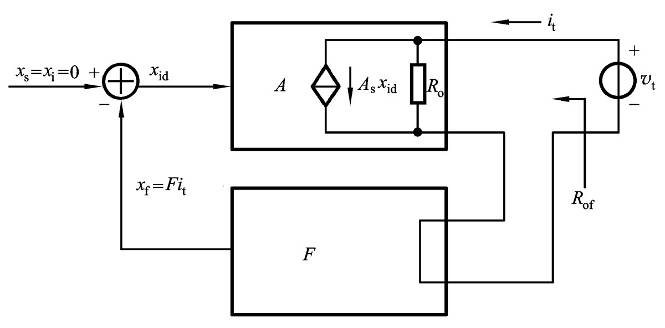 i_t
x_s=x_i=0 + x_id A A_s x_id R_o + v_t
− −
x_f=Fi_t R_of
F